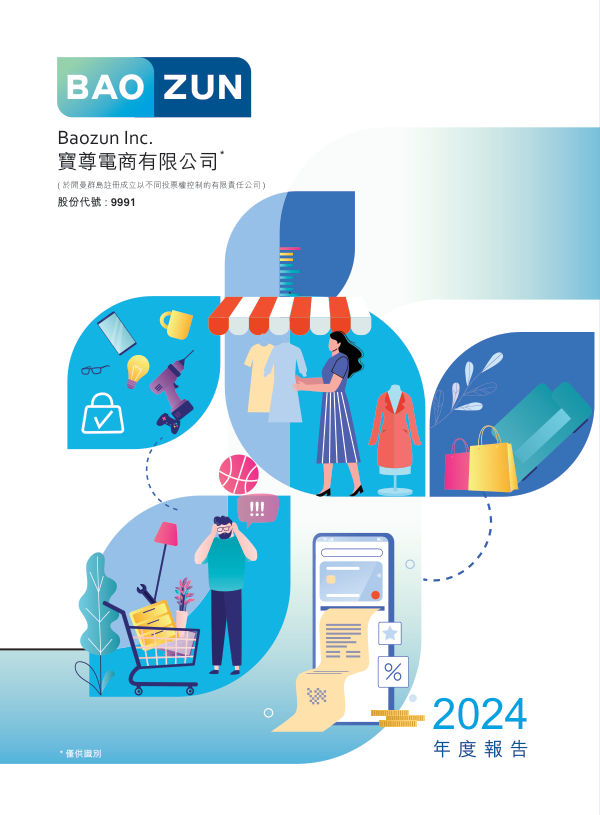 BAO ZUN
Baozun Inc.
寶尊電商有限公司*
(於開曼群島註冊成立以不同投票權控制的有限責任公司)
股份代號 : 9991
!!!
%
2024
年度報告
* 僅供識別